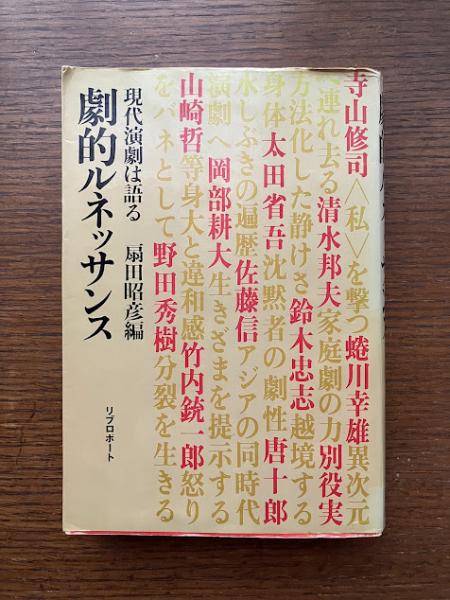 寺山修司〈私〉を撃つ蜷川幸雄異次元
へ連れ去る清水邦夫家庭劇の力別役実
方法化した静けさ鈴木忠志越境する
身体太田省吾沈黙者の劇性唐十郎
水しぶきの遍歴佐藤信アジアの同時代
演劇へ岡部耕大生きざまを提示する
山崎哲等身大と違和感竹内銃一郎怒り
をバネとして野田秀樹分裂を生きる
現代演劇は語る 扇田昭彦編
劇的ルネッサンス
リブロポート